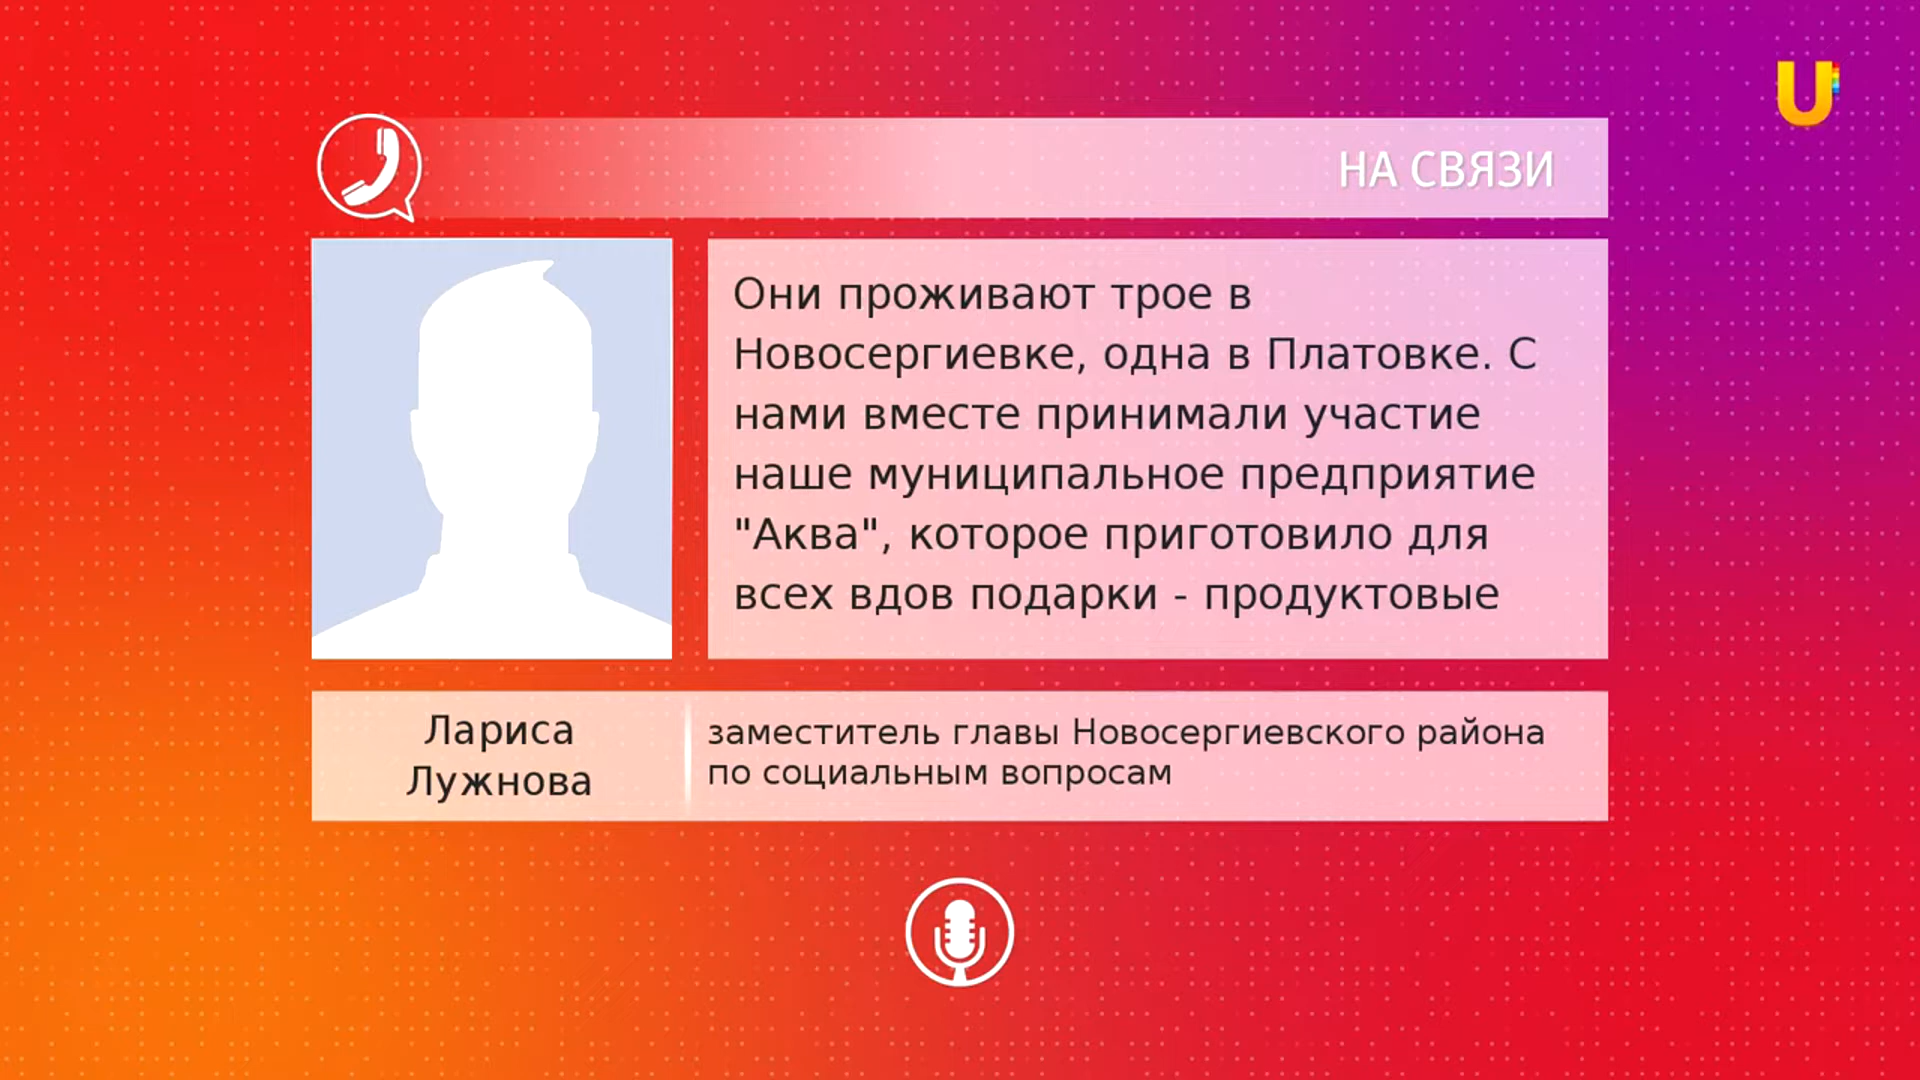 U
НА СВЯЗИ
Они проживают трое в
Новосергиевке, одна в Платовке. С
нами вместе принимали участие
наше муниципальное предприятие
"Аква", которое приготовило для
всех вдов подарки - продуктовые
Лариса
Лужнова
заместитель главы Новосергиевского района
по социальным вопросам